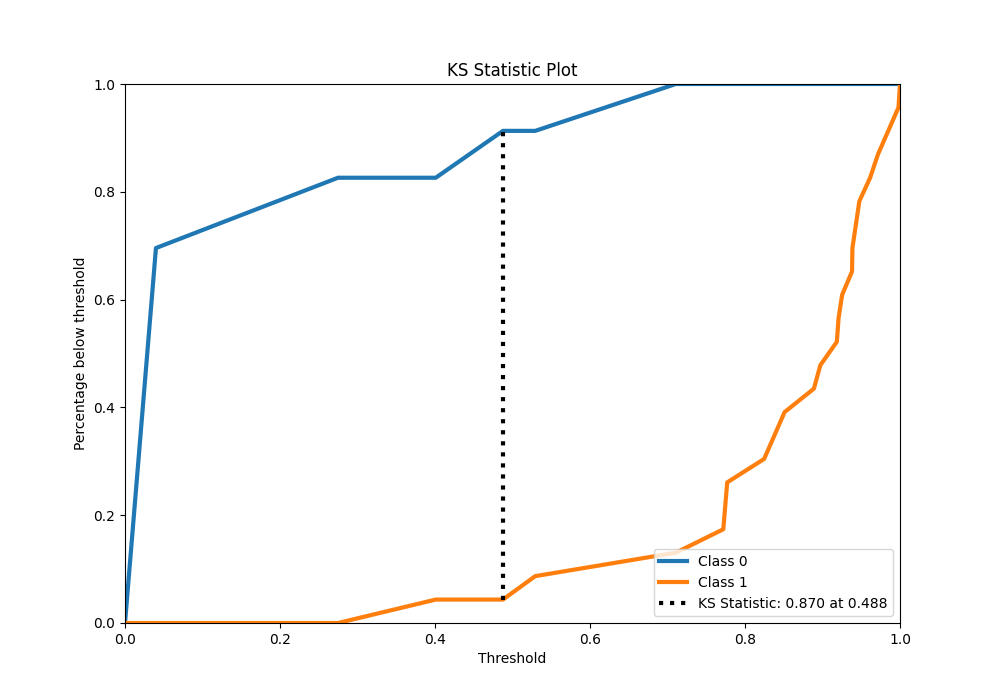 KS Statistic Plot
Percentage below threshold
1.0
0.8
0.6
0.4
0.2
0.0
0.0 0.2 0.4 0.6 0.8 1.0
Threshold
Class 0
Class 1
KS Statistic: 0.870 at 0.488